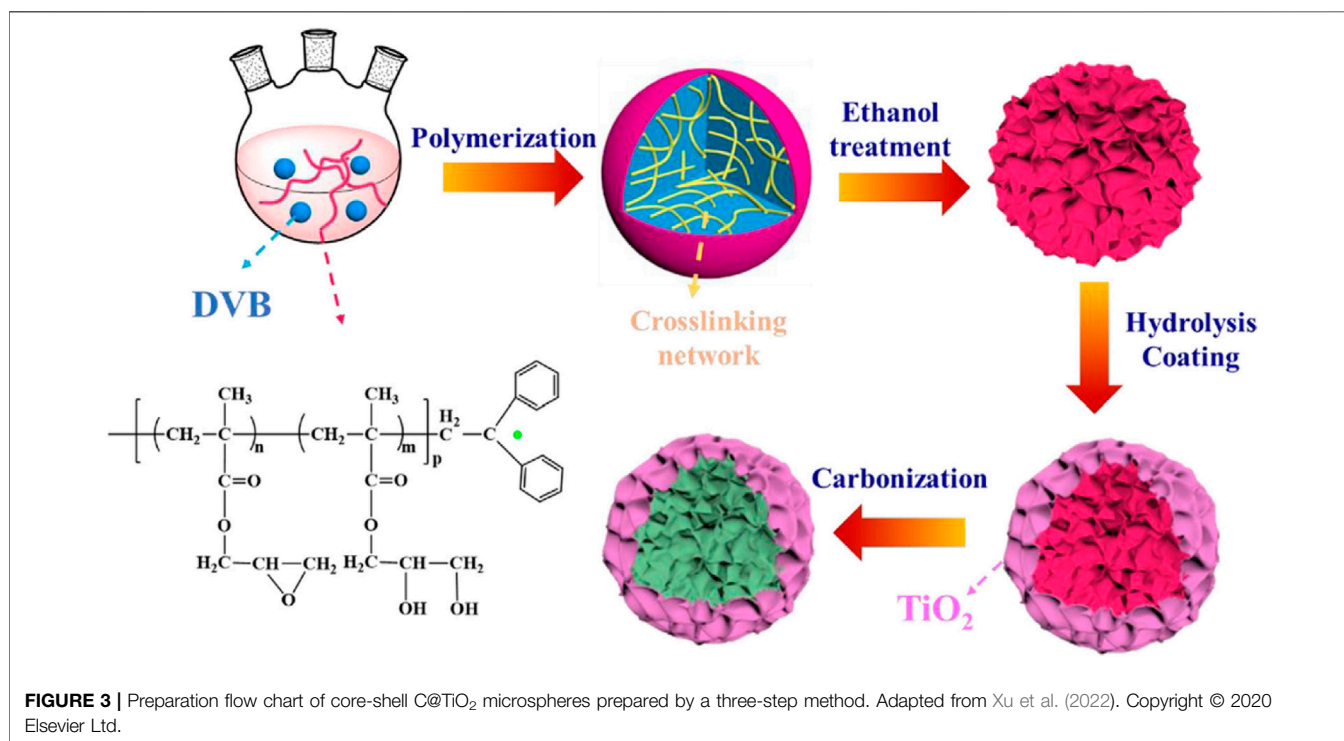 Polymerization
Ethanol
treatment
DVB
Crosslinking
network
Hydrolysis
Coating
CH₃ CH₃
H₂
CH₂ C n CH₂ C m p C C
C=O C=O
O O
H₂C CH CH₂ H₂C CH CH₂
O
OH OH
Carbonization
TiO₂
FIGURE 3 | Preparation flow chart of core-shell C@TiO₂ microspheres prepared by a three-step method. Adapted from Xu et al. (2022). Copyright © 2020
Elsevier Ltd.